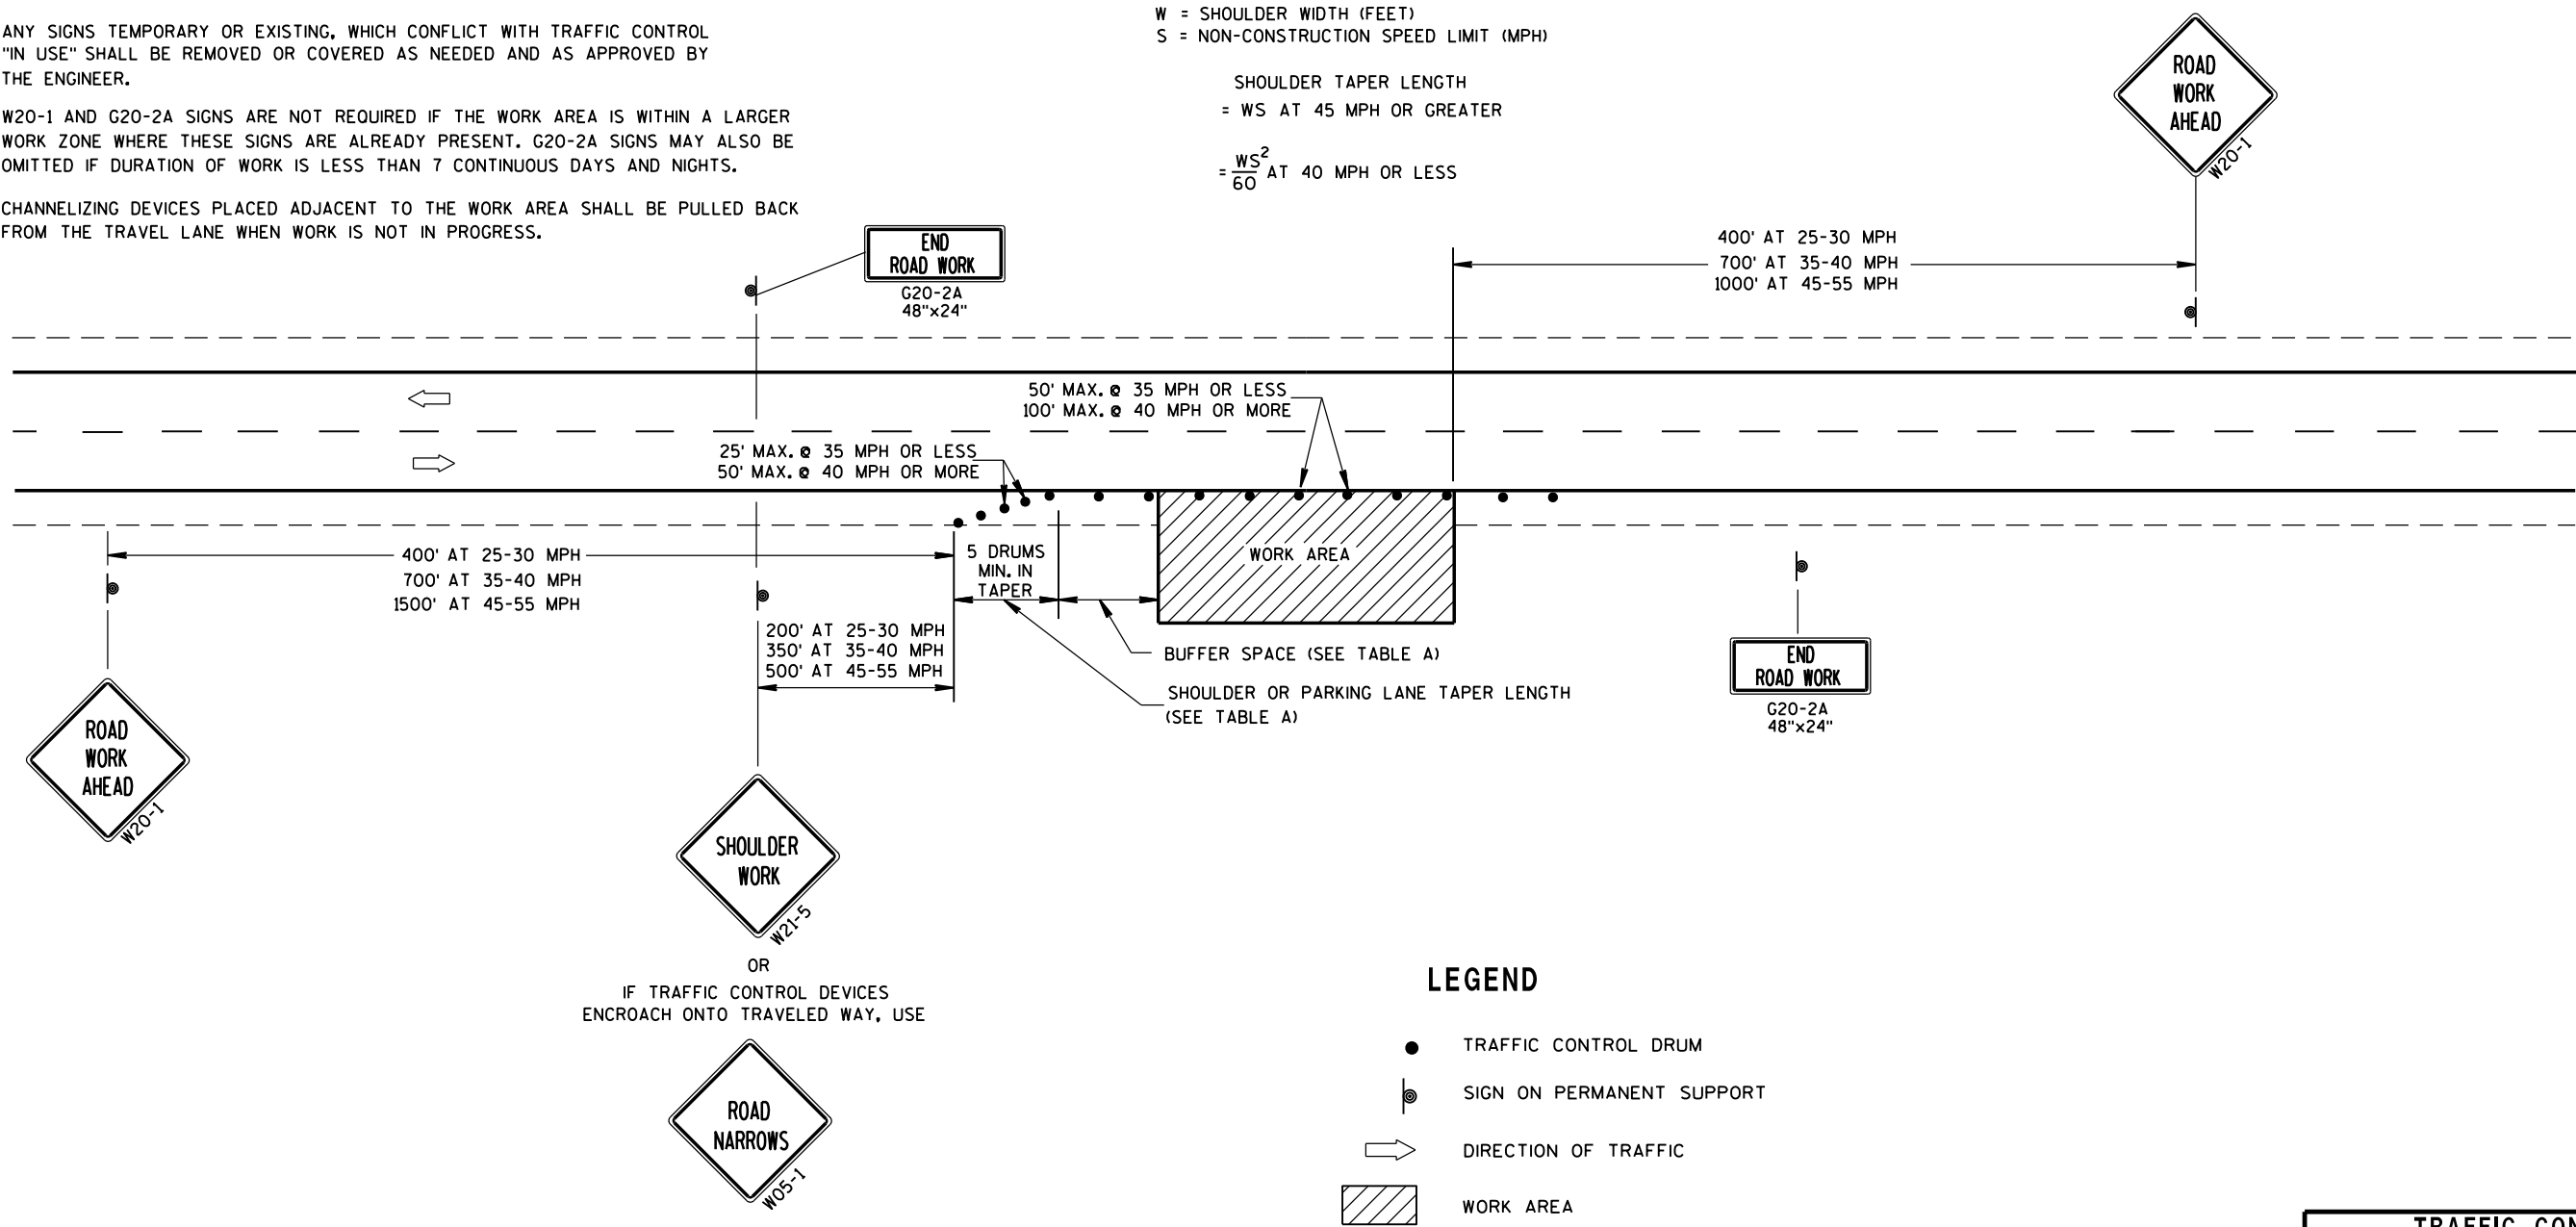 ANY SIGNS TEMPORARY OR EXISTING, WHICH CONFLICT WITH TRAFFIC CONTROL
"IN USE" SHALL BE REMOVED OR COVERED AS NEEDED AND AS APPROVED BY
THE ENGINEER.
W20-1 AND G20-2A SIGNS ARE NOT REQUIRED IF THE WORK AREA IS WITHIN A LARGER
WORK ZONE WHERE THESE SIGNS ARE ALREADY PRESENT. G20-2A SIGNS MAY ALSO BE
OMITTED IF DURATION OF WORK IS LESS THAN 7 CONTINUOUS DAYS AND NIGHTS.
CHANNELIZING DEVICES PLACED ADJACENT TO THE WORK AREA SHALL BE PULLED BACK
FROM THE TRAVEL LANE WHEN WORK IS NOT IN PROGRESS.
W = SHOULDER WIDTH (FEET)
S = NON-CONSTRUCTION SPEED LIMIT (MPH)
SHOULDER TAPER LENGTH
= WS AT 45 MPH OR GREATER
= WS²/60 AT 40 MPH OR LESS
ROAD
WORK
AHEAD
W20-1
END
ROAD WORK
G20-2A
48"x24"
400' AT 25-30 MPH
700' AT 35-40 MPH
1000' AT 45-55 MPH
50' MAX. @ 35 MPH OR LESS
100' MAX. @ 40 MPH OR MORE
25' MAX. @ 35 MPH OR LESS
50' MAX. @ 40 MPH OR MORE
400' AT 25-30 MPH
700' AT 35-40 MPH
1500' AT 45-55 MPH
5 DRUMS
MIN. IN
TAPER
WORK AREA
200' AT 25-30 MPH
350' AT 35-40 MPH
500' AT 45-55 MPH
BUFFER SPACE (SEE TABLE A)
SHOULDER OR PARKING LANE TAPER LENGTH
(SEE TABLE A)
END
ROAD WORK
G20-2A
48"x24"
ROAD
WORK
AHEAD
W20-1
SHOULDER
WORK
W21-5
OR
IF TRAFFIC CONTROL DEVICES
ENCROACH ONTO TRAVELED WAY, USE
ROAD
NARROWS
W05-1
LEGEND
TRAFFIC CONTROL DRUM
SIGN ON PERMANENT SUPPORT
DIRECTION OF TRAFFIC
WORK AREA
TRAFFIC CON